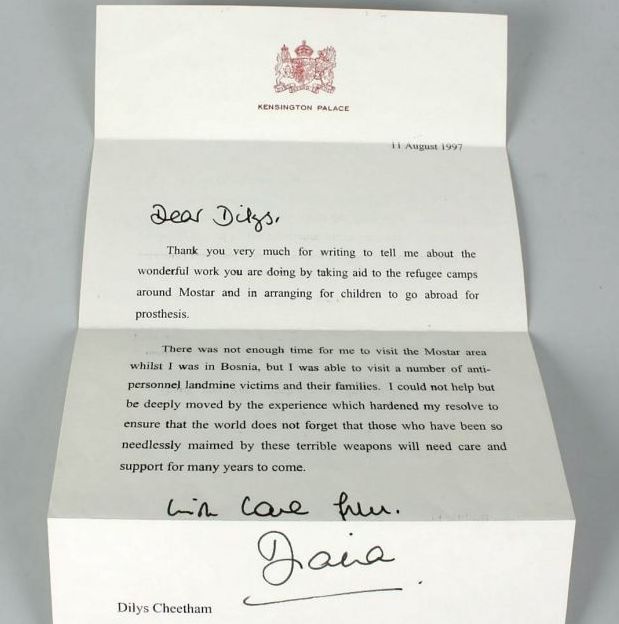 KENSINGTON PALACE
11 August 1997
Dear Dilys,
Thank you very much for writing to tell me about the
wonderful work you are doing by taking aid to the refugee camps
around Mostar and in arranging for children to go abroad for
prosthesis.
There was not enough time for me to visit the Mostar area
whilst I was in Bosnia, but I was able to visit a number of anti-
personnel landmine victims and their families. I could not help but
be deeply moved by the experience which hardened my resolve to
ensure that the world does not forget that those who have been so
needlessly maimed by these terrible weapons will need care and
support for many years to come.
with love from.
Diana
Dilys Cheetham